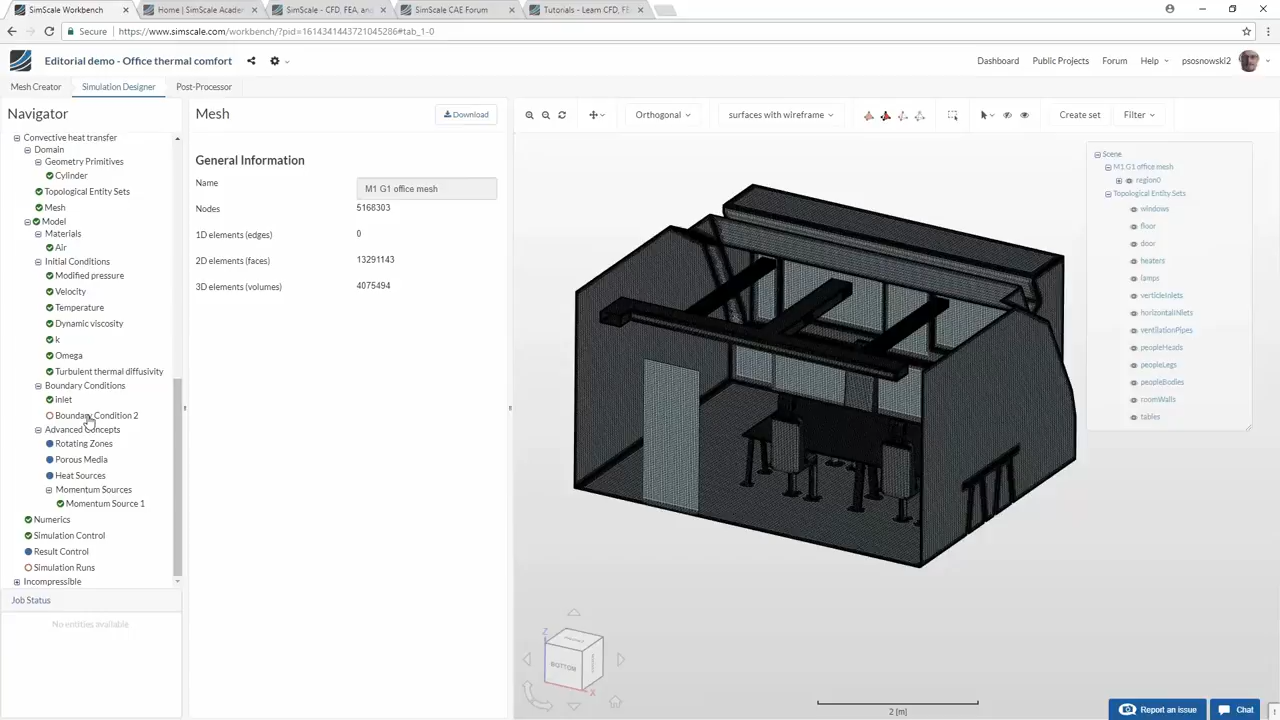 SimScale Workbench
Home | SimScale Acade
SimScale - CFD, FEA, and
SimScale CAE Forum
Tutorials - Learn CFD, FE
Secure
https://www.simscale.com/workbench/?pid=1614341443721045286#tab_1-0
Editorial demo - Office thermal comfort
Dashboard
Public Projects
Forum
Help
psosnowski2
Mesh Creator
Simulation Designer
Post-Processor
Navigator
Convective heat transfer
Domain
Geometry Primitives
Cylinder
Topological Entity Sets
Mesh
Model
Materials
Air
Initial Conditions
Modified pressure
Velocity
Temperature
Dynamic viscosity
k
Omega
Turbulent thermal diffusivity
Boundary Conditions
inlet
Boundary Condition 2
Advanced Concepts
Rotating Zones
Porous Media
Heat Sources
Momentum Sources
Momentum Source 1
Numerics
Simulation Control
Result Control
Simulation Runs
Incompressible
Job Status
No entities available
Mesh
Download
General Information
Name
M1 G1 office mesh
Nodes
5168303
1D elements (edges)
0
2D elements (faces)
13291143
3D elements (volumes)
4075494
Orthogonal
surfaces with wireframe
Create set
Filter
Scene
M1 G1 office mesh
region0
Topological Entity Sets
windows
floor
door
heaters
lamps
verticleInlets
horizontalINlets
ventilationPipes
peopleHeads
peopleLegs
peopleBodies
roomWalls
tables
Z
BOTTOM
X
2 [m]
Report an issue
Chat